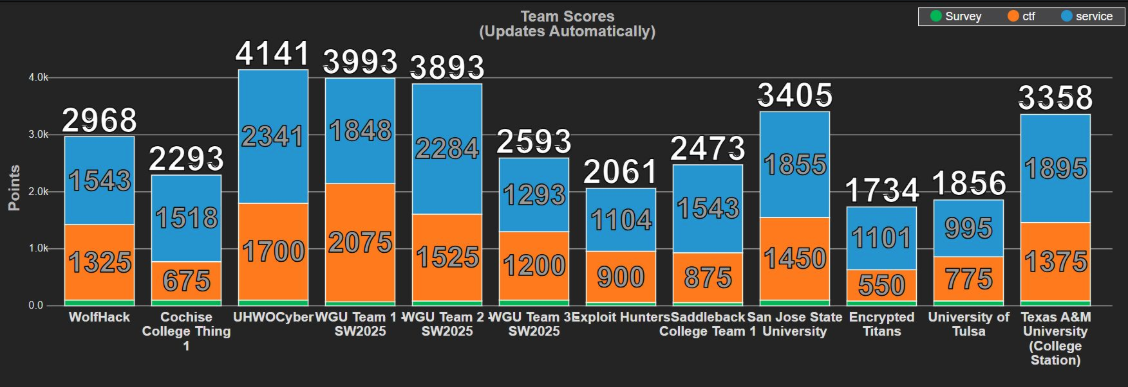 Team Scores
(Updates Automatically)
Survey
ctf
service
Points
4.0k
3.0k
2.0k
1.0k
0.0
2968
1543
1325
WolfHack
2293
1518
675
Cochise
College Thing
1
4141
2341
1700
UHWOCyber
3993
1848
2075
WGU Team 1 -
SW2025
3893
2284
1525
WGU Team 2 -
SW2025
2593
1293
1200
WGU Team 3 -
SW2025
2061
1104
900
Exploit Hunters
2473
1543
875
Saddleback
College Team 1
3405
1855
1450
San Jose State
University
1734
1101
550
Encrypted
Titans
1856
995
775
University of
Tulsa
3358
1895
1375
Texas A&M
University
(College
Station)